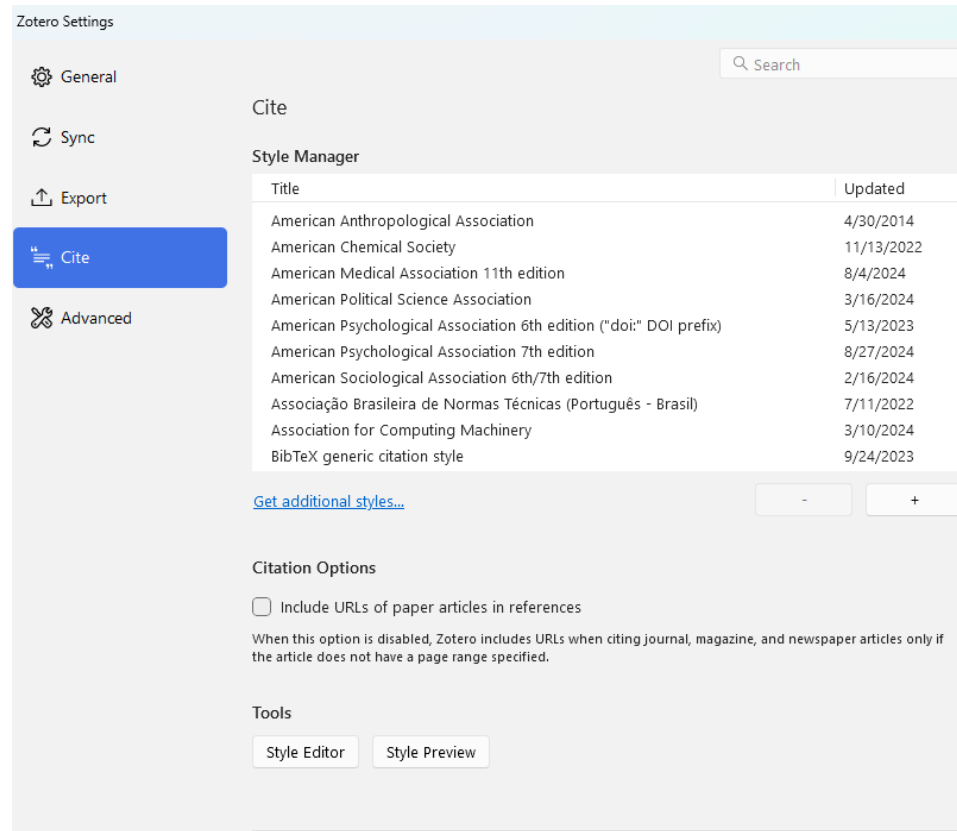 Zotero Settings
General
Sync
Export
Cite
Advanced
Search
Cite
Style Manager
Title Updated
American Anthropological Association 4/30/2014
American Chemical Society 11/13/2022
American Medical Association 11th edition 8/4/2024
American Political Science Association 3/16/2024
American Psychological Association 6th edition ("doi:" DOI prefix) 5/13/2023
American Psychological Association 7th edition 8/27/2024
American Sociological Association 6th/7th edition 2/16/2024
Associação Brasileira de Normas Técnicas (Português - Brasil) 7/11/2022
Association for Computing Machinery 3/10/2024
BibTeX generic citation style 9/24/2023
Get additional styles... - +
Citation Options
Include URLs of paper articles in references
When this option is disabled, Zotero includes URLs when citing journal, magazine, and newspaper articles only if
the article does not have a page range specified.
Tools
Style Editor Style Preview